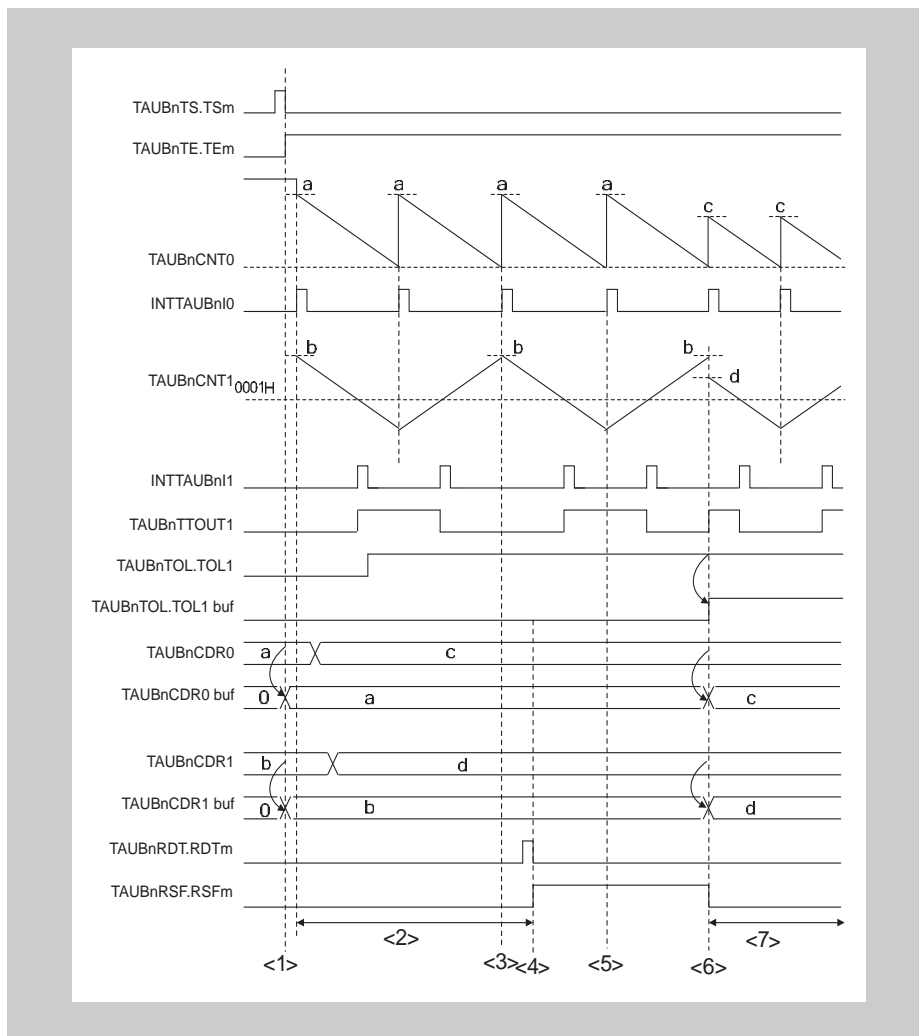 TAUBnTS.TSm
TAUBnTE.TEm
a a a a c c
TAUBnCNT0
INTTAUBnI0
b b b d
TAUBnCNT1 0001H
INTTAUBnI1
TAUBnTTOUT1
TAUBnTOL.TOL1
TAUBnTOL.TOL1 buf
TAUBnCDR0 a c
TAUBnCDR0 buf 0 a c
TAUBnCDR1 b d
TAUBnCDR1 buf 0 b d
TAUBnRDT.RDTm
TAUBnRSF.RSFm
<2> <7>
<1> <3> <4> <5> <6>